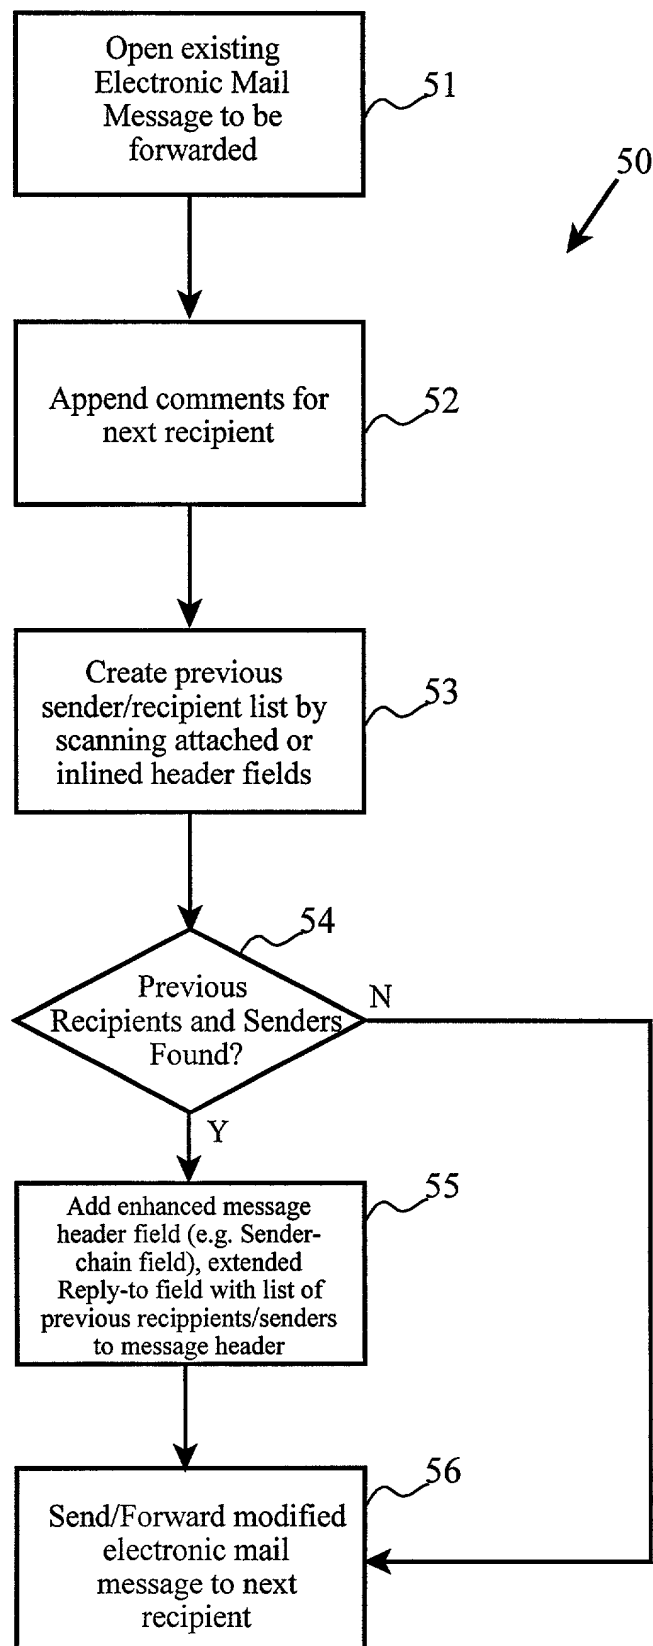 Open existing
Electronic Mail
Message to be
forwarded
51
50
Append comments for
next recipient
52
Create previous
sender/recipient list by
scanning attached or
inlined header fields
53
54
Previous
Recipients and Senders
Found?
N
Y
Add enhanced message
header field (e.g. Sender-
chain field), extended
Reply-to field with list of
previous recippients/senders
to message header
55
Send/Forward modified
electronic mail
message to next
recipient
56